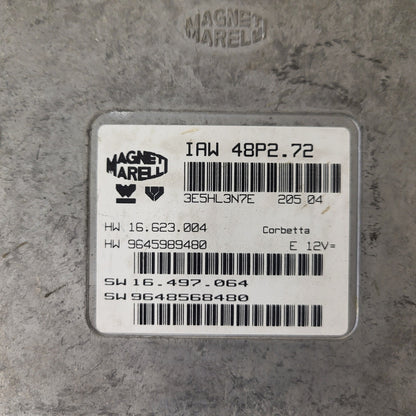 MAGNETI
MARELLI
IAW 48P2.72
MAGNETI
MARELLI
3E5HL3N7E 205 04
HW 16.623.004 Corbetta
HW 9645989480 E 12V=
SW 16.497.064
SW 9648568480